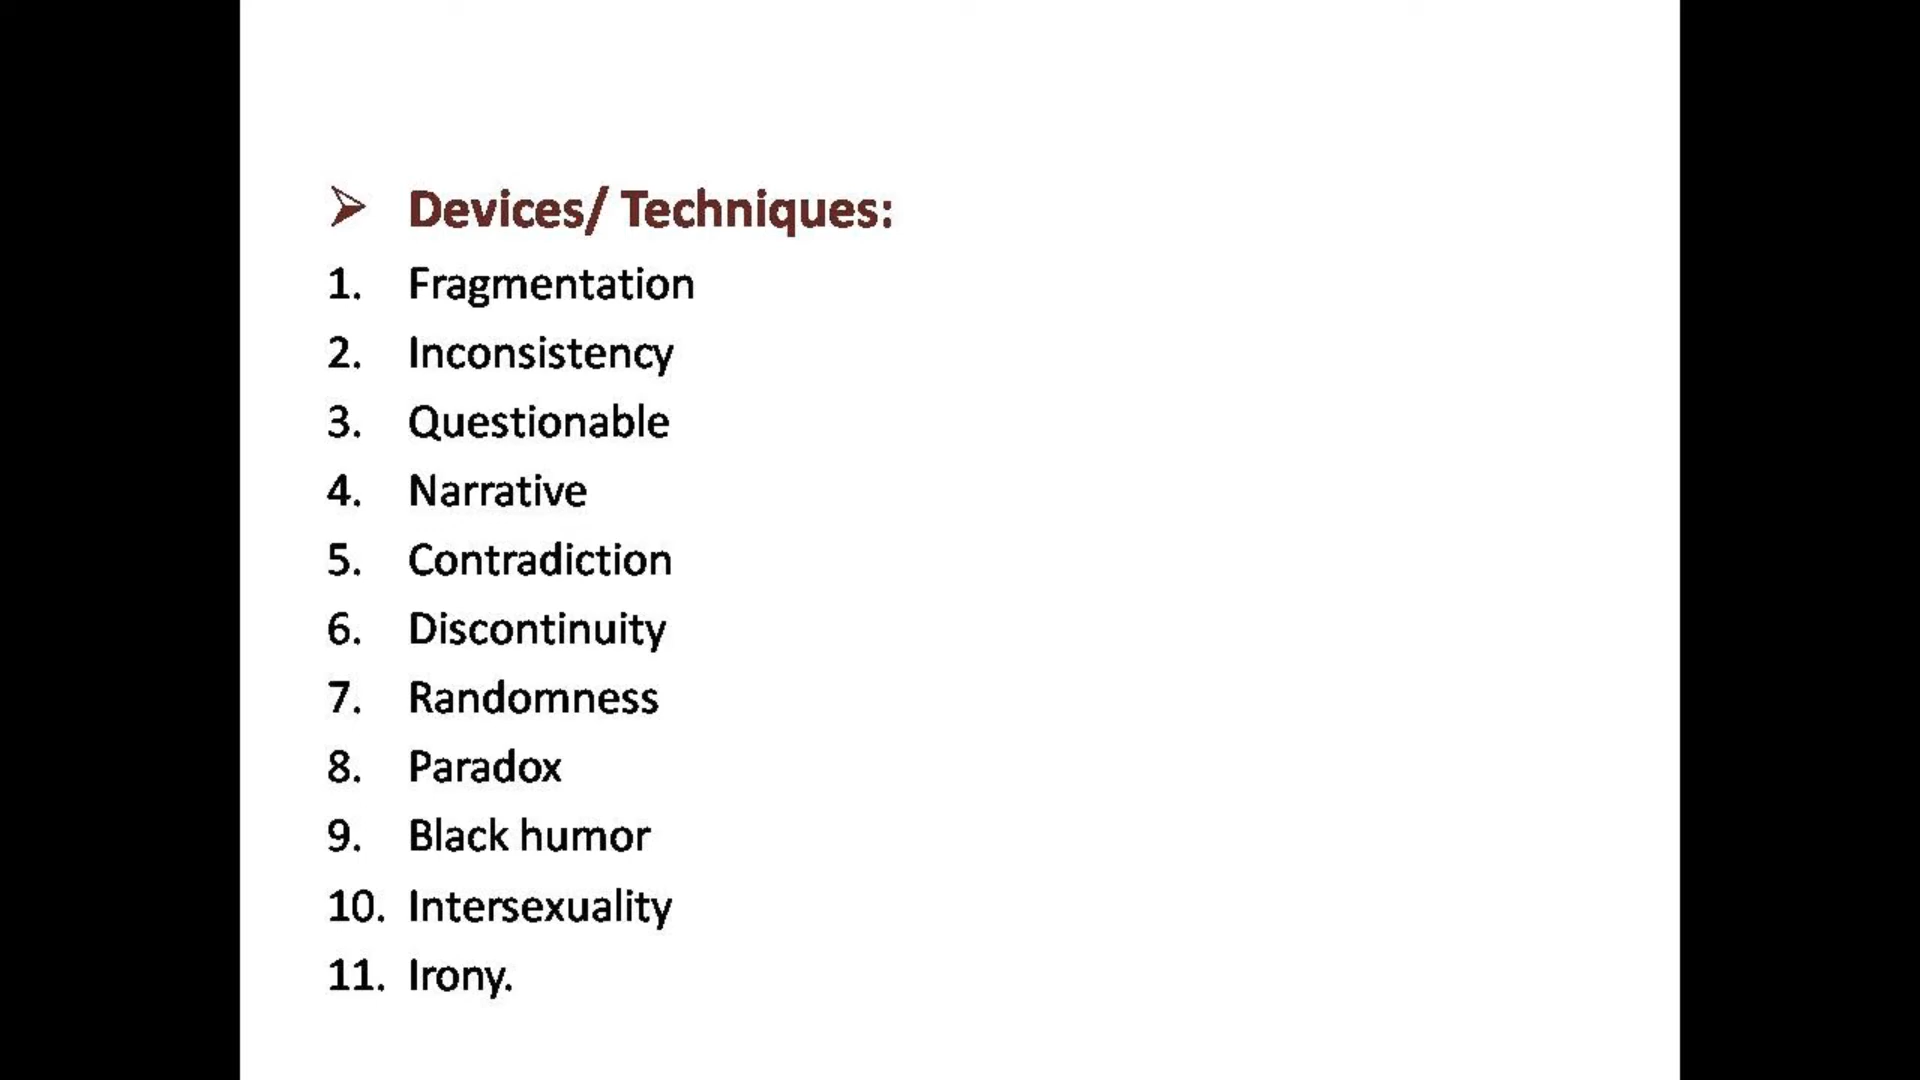 ➢ Devices/ Techniques:
1. Fragmentation
2. Inconsistency
3. Questionable
4. Narrative
5. Contradiction
6. Discontinuity
7. Randomness
8. Paradox
9. Black humor
10. Intersexuality
11. Irony.